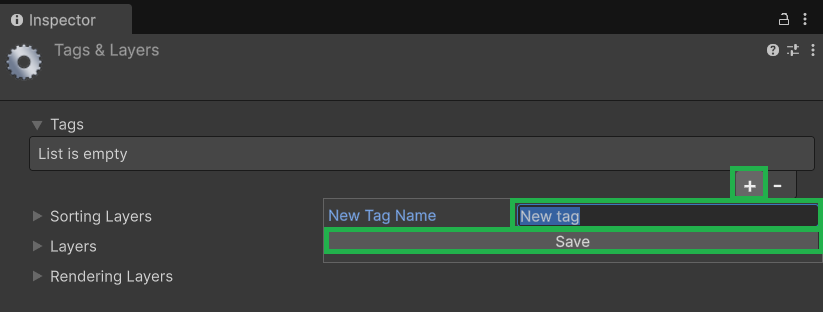 Inspector
Tags & Layers
Tags
List is empty
+ -
Sorting Layers
New Tag Name New tag
Layers
Save
Rendering Layers